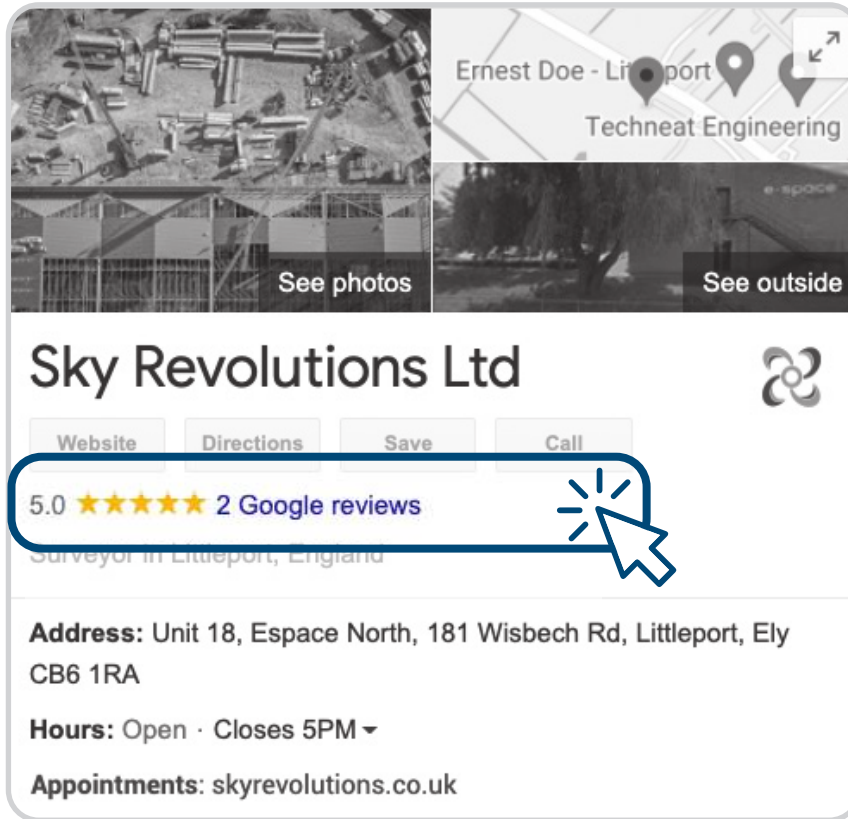 Ernest Doe - Littleport
Techneat Engineering
e-space
See photos
See outside
Sky Revolutions Ltd
Website
Directions
Save
Call
5.0 ★★★★★ 2 Google reviews
Surveyor in Littleport, England
Address: Unit 18, Espace North, 181 Wisbech Rd, Littleport, Ely
CB6 1RA
Hours: Open · Closes 5PM
Appointments: skyrevolutions.co.uk